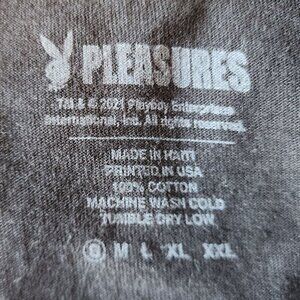 PLEASURES
TM & © 2021 Playboy Enterprises
International, Inc. All rights reserved.
MADE IN HAITI
PRINTED IN USA
100% COTTON
MACHINE WASH COLD
TUMBLE DRY LOW
S M L XL XXL